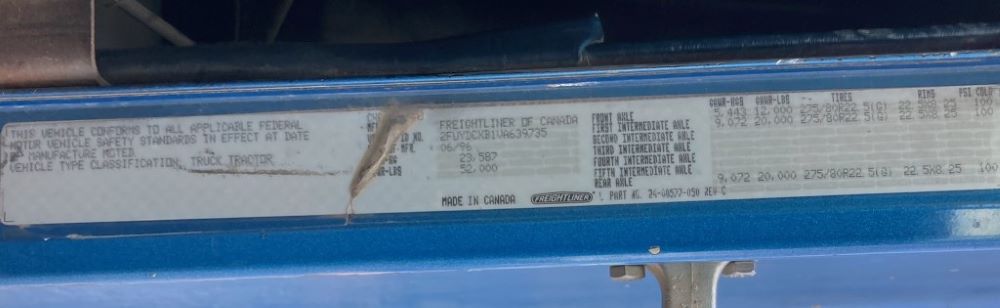 THIS VEHICLE CONFORMS TO ALL APPLICABLE FEDERAL
MOTOR VEHICLE SAFETY STANDARDS IN EFFECT AT DATE
MANUFACTURE NOTED
VEHICLE TYPE CLASSIFICATION, TRUCK TRACTOR
FREIGHTLINER OF CANADA
NO. 2FUYDCXB1VA639735
06/96
23,587
52,000
MADE IN CANADA
FREIGHTLINER
GAWR-KGS GAWR-LBS TIRES RIMS PSI COLD
FRONT AXLE 5,443 12,000 275/80R22.5(G) 22.5X8.25 100
FIRST INTERMEDIATE AXLE 9,072 20,000 275/80R22.5(G) 22.5X8.25 100
SECOND INTERMEDIATE AXLE
THIRD INTERMEDIATE AXLE
FOURTH INTERMEDIATE AXLE
FIFTH INTERMEDIATE AXLE
REAR AXLE 9,072 20,000 275/80R22.5(G) 22.5X8.25 100
PART NO. 24-00577-050 REV C